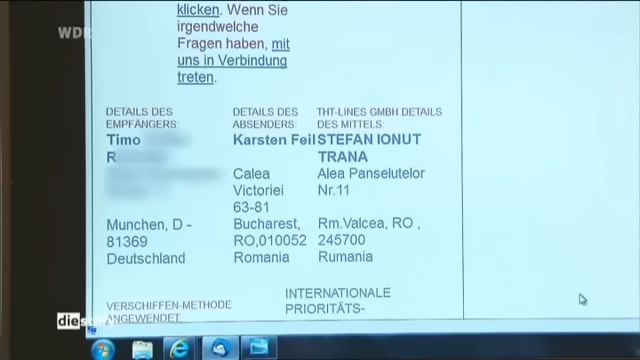 WDR
klicken. Wenn Sie
irgendwelche
Fragen haben, mit
uns in Verbindung
treten.
DETAILS DES
EMPFÄNGERS:
Timo
R
Munchen, D -
81369
Deutschland
DETAILS DES
ABSENDERS:
Karsten Feil
Calea
Victoriei
63-81
Bucharest,
RO,010052
Romania
THT-LINES GMBH DETAILS
DES MITTELS:
STEFAN IONUT
TRANA
Alea Panselutelor
Nr.11
Rm.Valcea, RO ,
245700
Rumania
VERSCHIFFEN-METHODE
ANGEWENDET:
INTERNATIONALE
PRIORITÄTS-
die